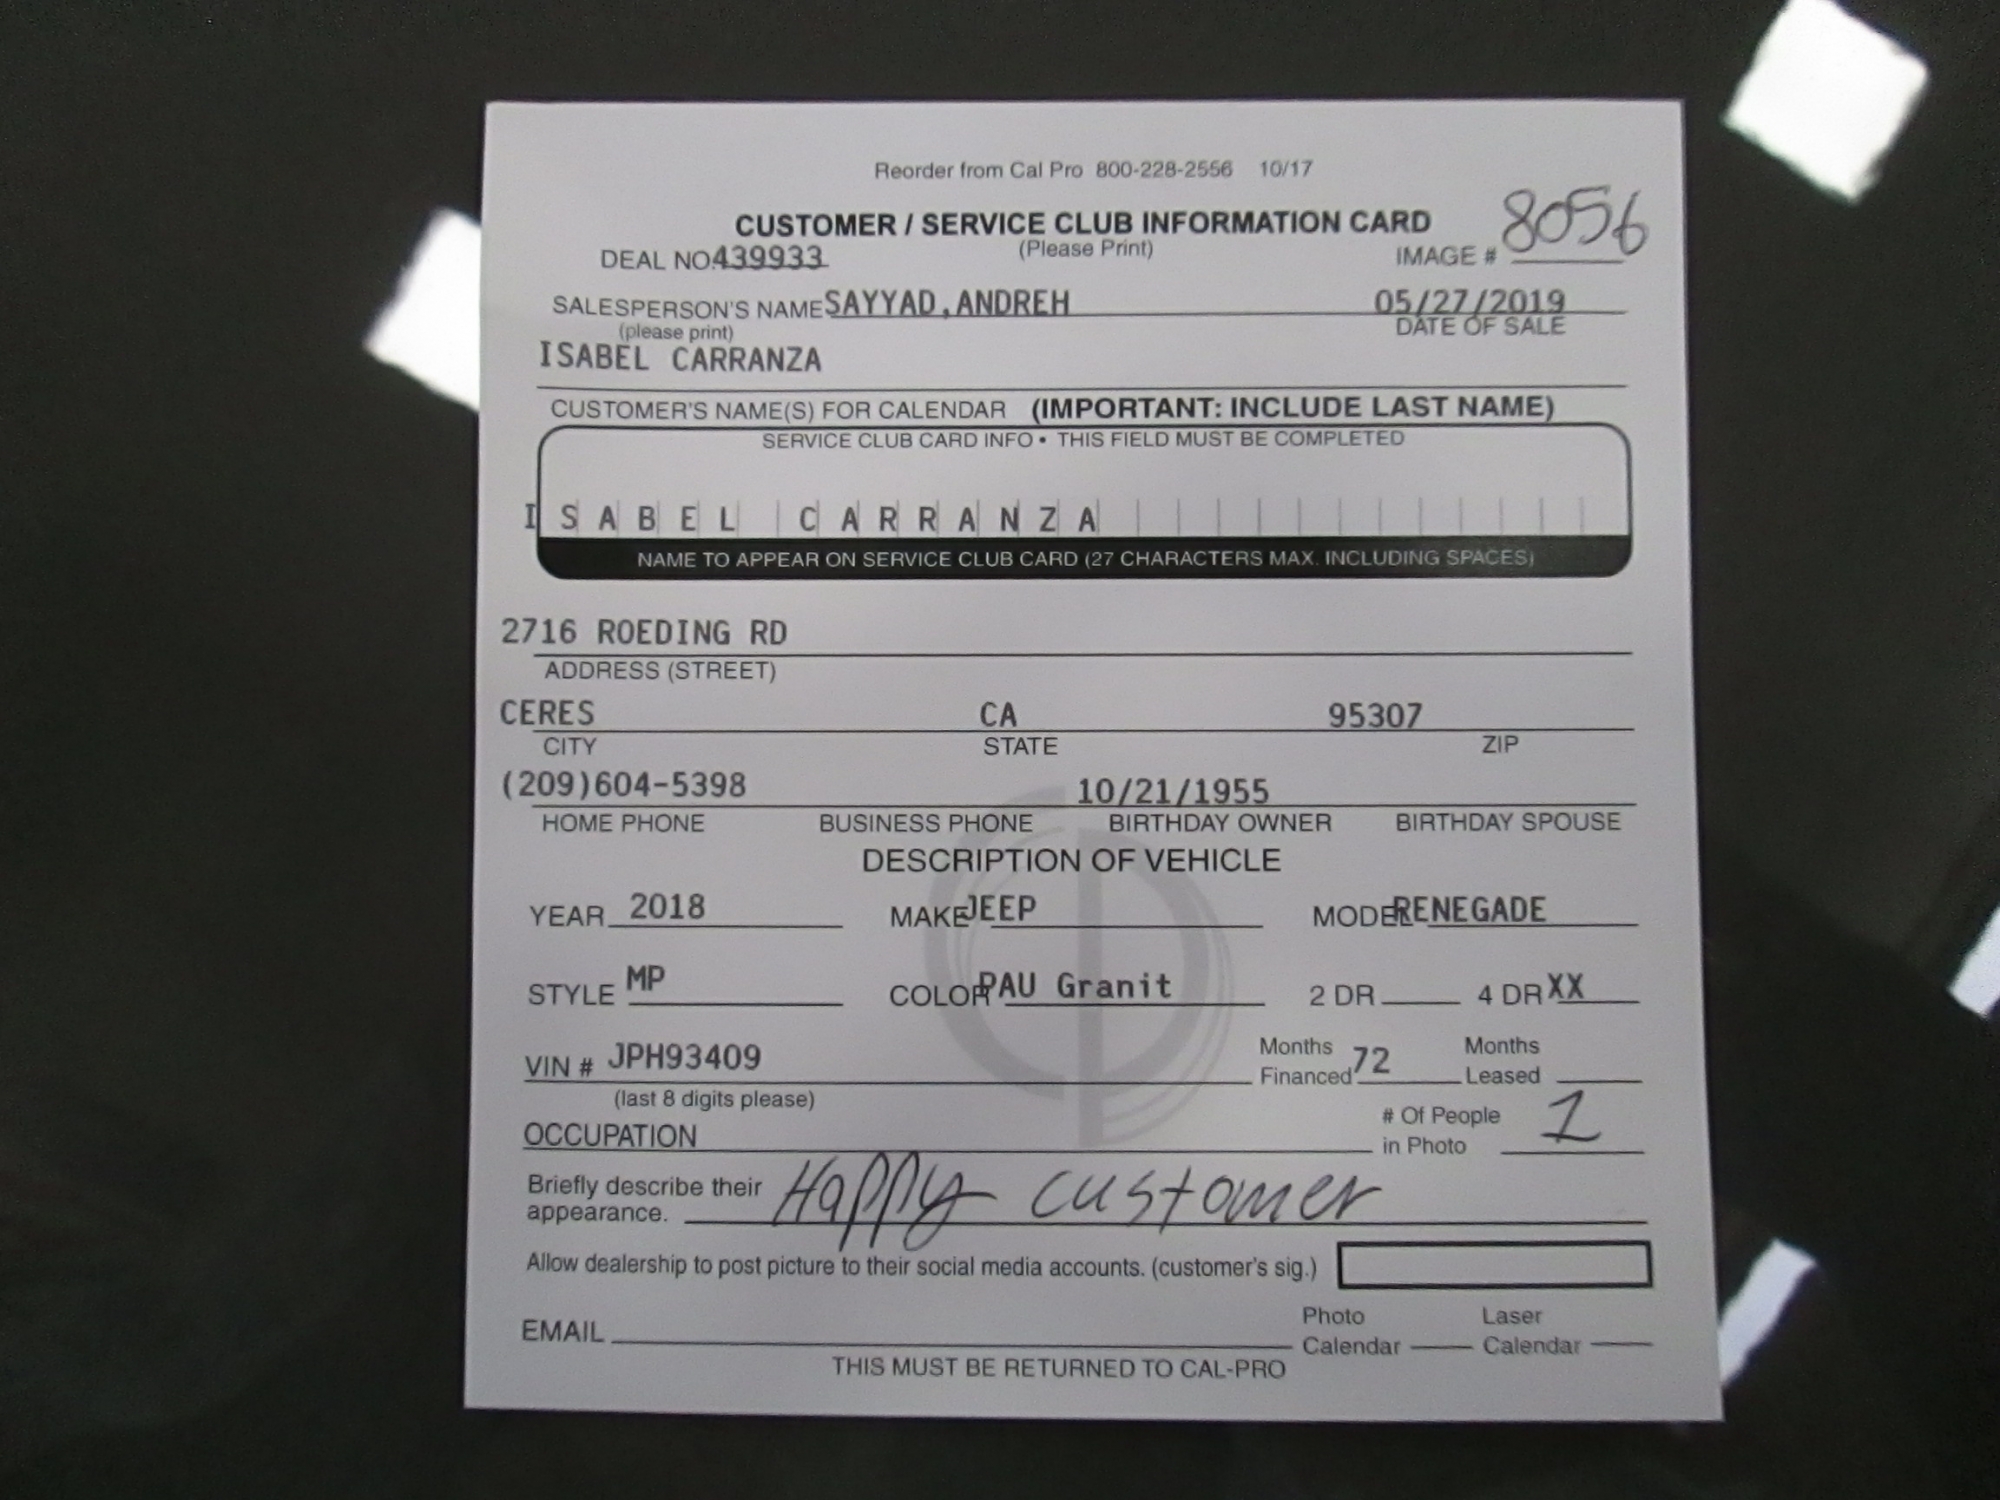 Reorder from Cal Pro 800-228-2556 10/17
CUSTOMER / SERVICE CLUB INFORMATION CARD
(Please Print)
DEAL NO.439933
IMAGE # 8056
SALESPERSON'S NAME SAYYAD,ANDREH 05/27/2019
(please print) DATE OF SALE
ISABEL CARRANZA
CUSTOMER'S NAME(S) FOR CALENDAR (IMPORTANT: INCLUDE LAST NAME)
SERVICE CLUB CARD INFO • THIS FIELD MUST BE COMPLETED
ISABEL CARRANZA
NAME TO APPEAR ON SERVICE CLUB CARD (27 CHARACTERS MAX. INCLUDING SPACES)
2716 ROEDING RD
ADDRESS (STREET)
CERES CA 95307
CITY STATE ZIP
(209)604-5398 10/21/1955
HOME PHONE BUSINESS PHONE BIRTHDAY OWNER BIRTHDAY SPOUSE
DESCRIPTION OF VEHICLE
YEAR 2018 MAKE JEEP MODEL RENEGADE
STYLE MP COLOR PAU Granit 2 DR 4 DR XX
VIN # JPH93409 Months Financed 72 Months Leased
(last 8 digits please)
OCCUPATION # Of People in Photo 1
Briefly describe their appearance. Happy customer
Allow dealership to post picture to their social media accounts. (customer's sig.)
EMAIL Photo Calendar Laser Calendar
THIS MUST BE RETURNED TO CAL-PRO